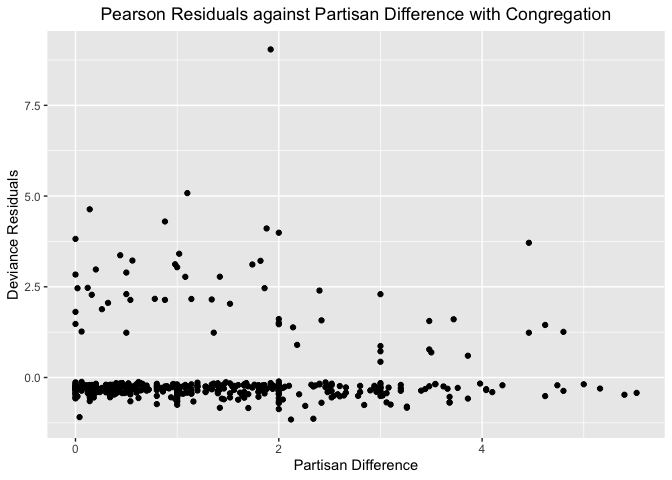 Pearson Residuals against Partisan Difference with Congregation
7.5
5.0
2.5
0.0
Deviance Residuals
0 2 4
Partisan Difference